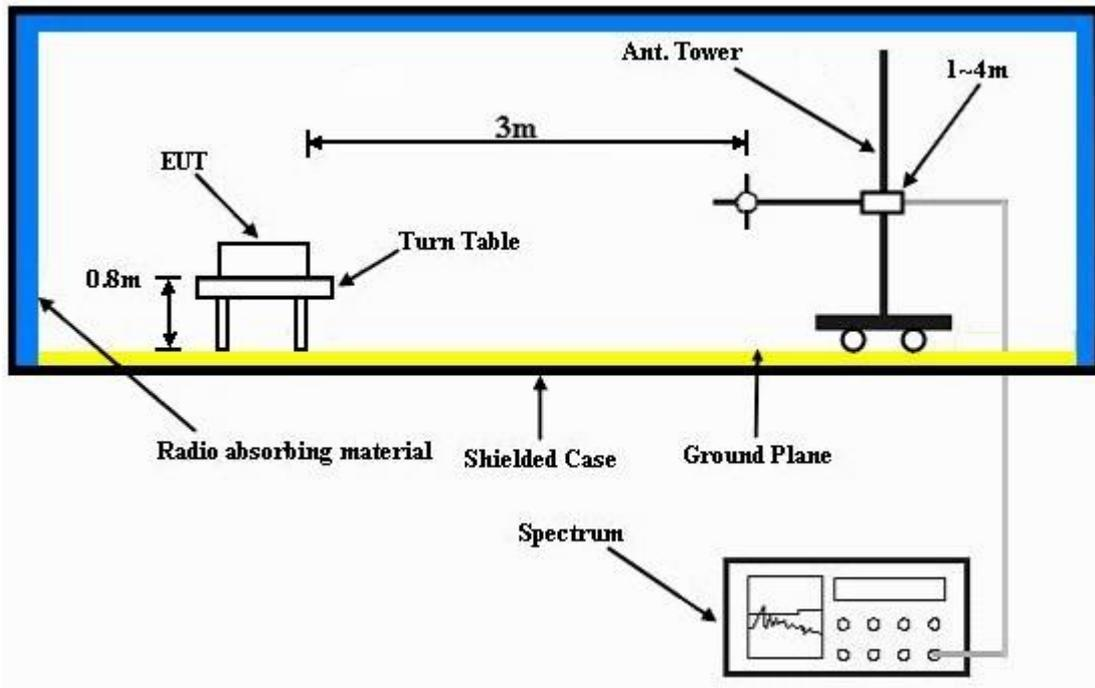 Ant. Tower
1~4m
3m
EUT
Turn Table
0.8m
Radio absorbing material
Shielded Case
Ground Plane
Spectrum